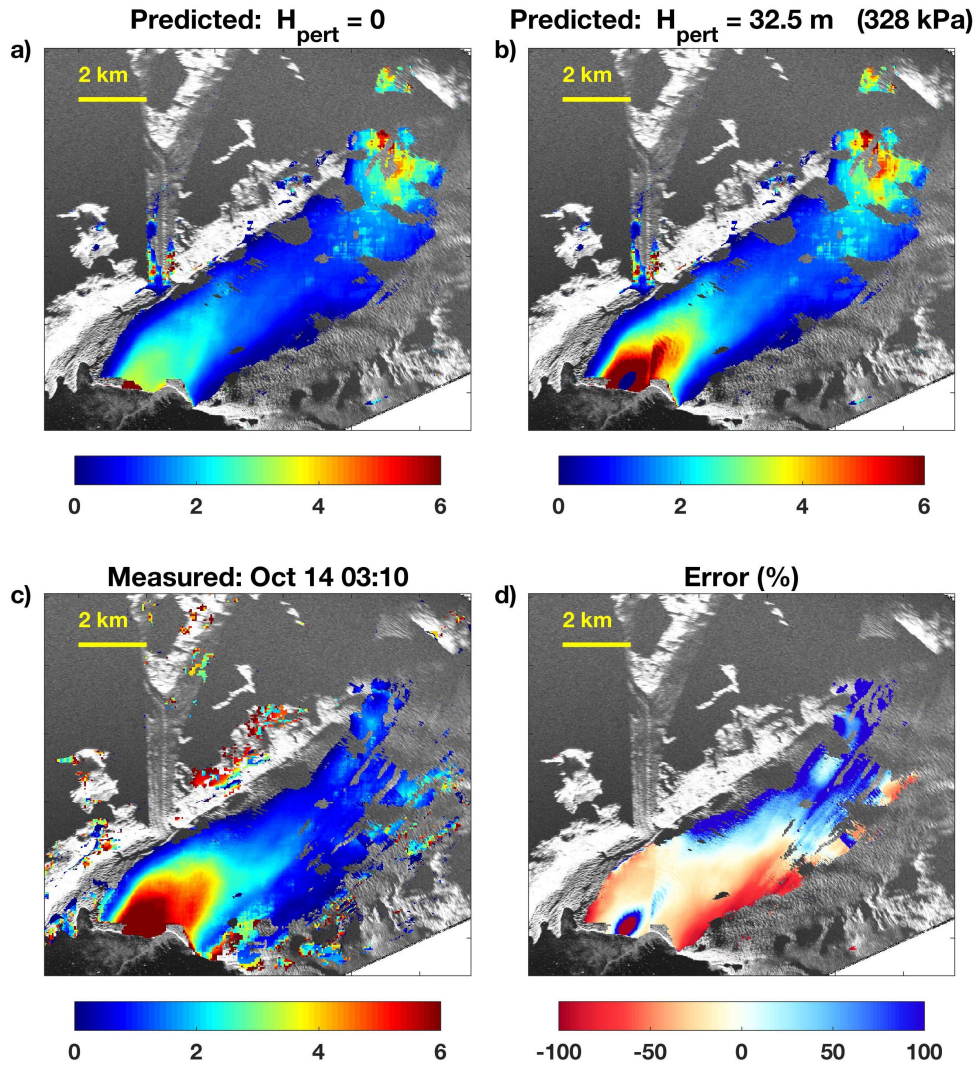 Predicted: H_pert = 0
Predicted: H_pert = 32.5 m (328 kPa)
a)
2 km
b)
2 km
0 2 4 6
0 2 4 6
Measured: Oct 14 03:10
Error (%)
c)
2 km
d)
2 km
0 2 4 6
-100 -50 0 50 100